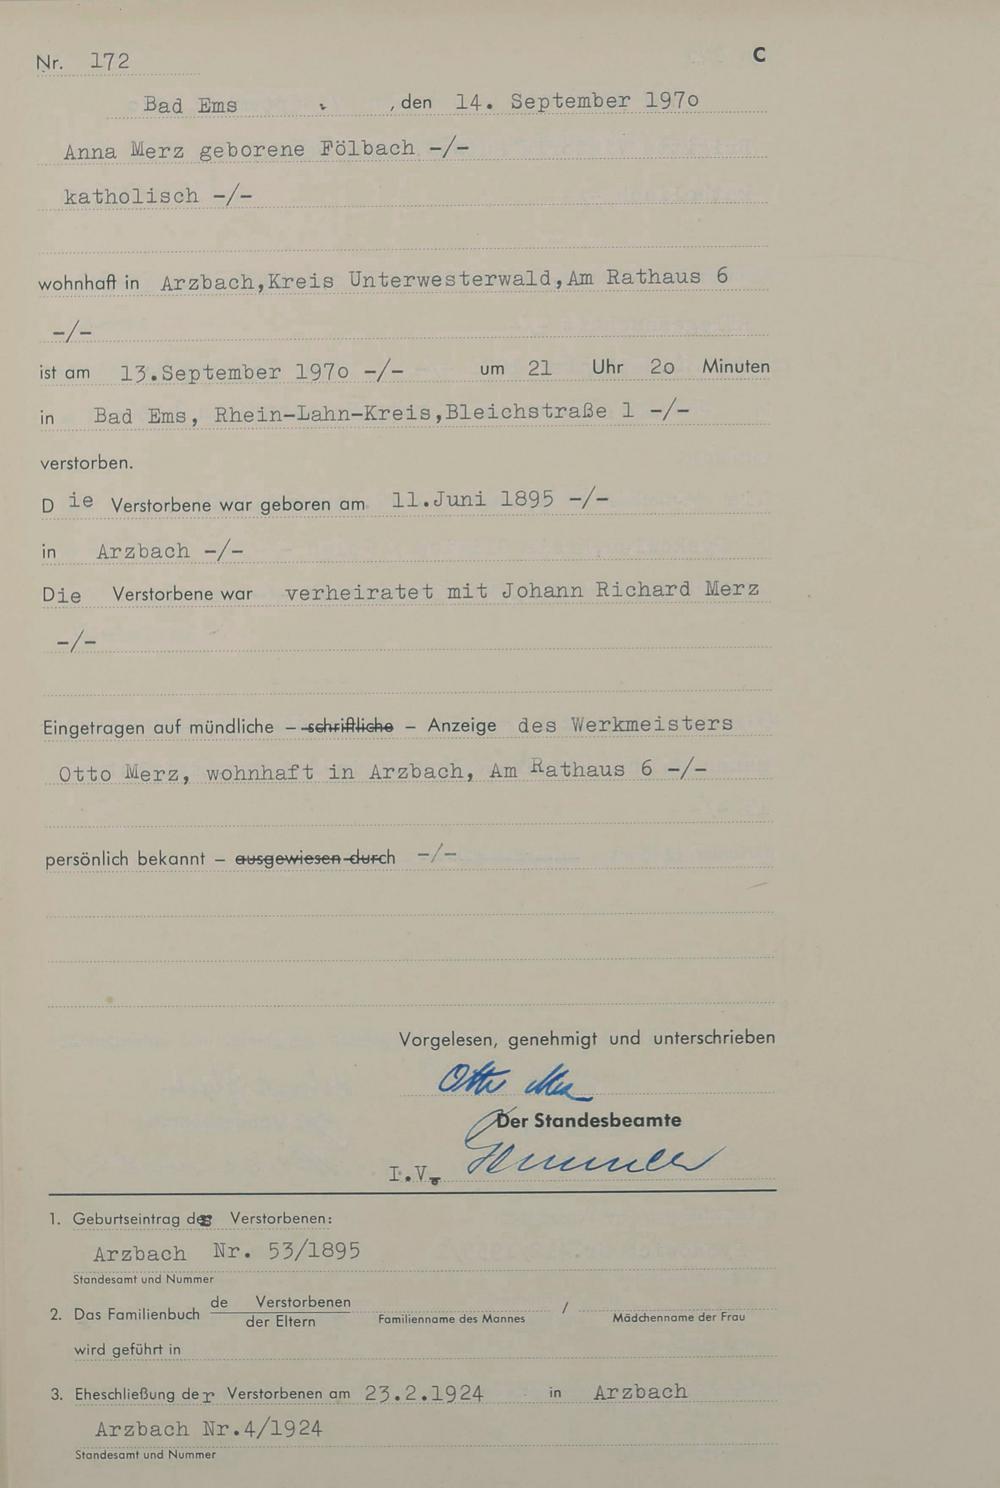 Nr. 172
C
Bad Ems , den 14. September 1970
Anna Merz geborene Fölbach -/-
katholisch -/-
wohnhaft in Arzbach,Kreis Unterwesterwald,Am Rathaus 6
-/-
ist am 13.September 1970 -/- um 21 Uhr 20 Minuten
in Bad Ems, Rhein-Lahn-Kreis,Bleichstraße 1 -/-
verstorben.
Die Verstorbene war geboren am 11.Juni 1895 -/-
in Arzbach -/-
Die Verstorbene war verheiratet mit Johann Richard Merz
-/-
Eingetragen auf mündliche – schriftliche – Anzeige des Werkmeisters
Otto Merz, wohnhaft in Arzbach, Am Rathaus 6 -/-
persönlich bekannt – ausgewiesen durch -/-
Vorgelesen, genehmigt und unterschrieben
Otto Merz
Der Standesbeamte
I.V.
1. Geburtseintrag der Verstorbenen:
Arzbach Nr. 53/1895
Standesamt und Nummer
2. Das Familienbuch de Verstorbenen / 
der Eltern Familienname des Mannes Mädchenname der Frau
wird geführt in
3. Eheschließung der Verstorbenen am 23.2.1924 in Arzbach
Arzbach Nr.4/1924
Standesamt und Nummer